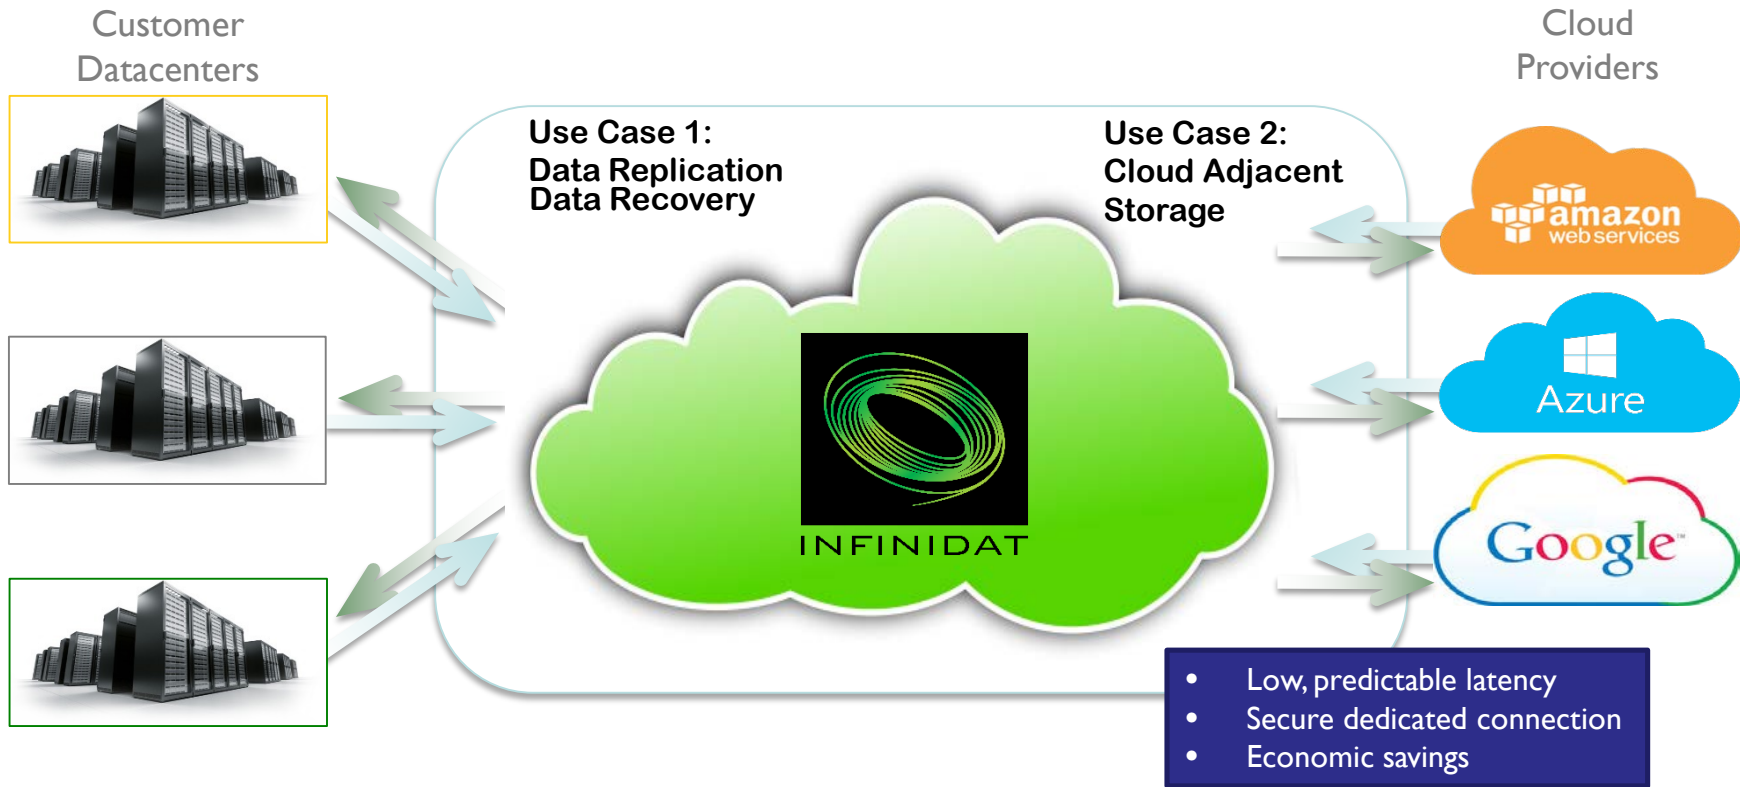 Customer
Datacenters
Cloud
Providers
Use Case 1:
Data Replication
Data Recovery
Use Case 2:
Cloud Adjacent
Storage
amazon
web services
Azure
Google™
INFINIDAT
• Low, predictable latency
• Secure dedicated connection
• Economic savings